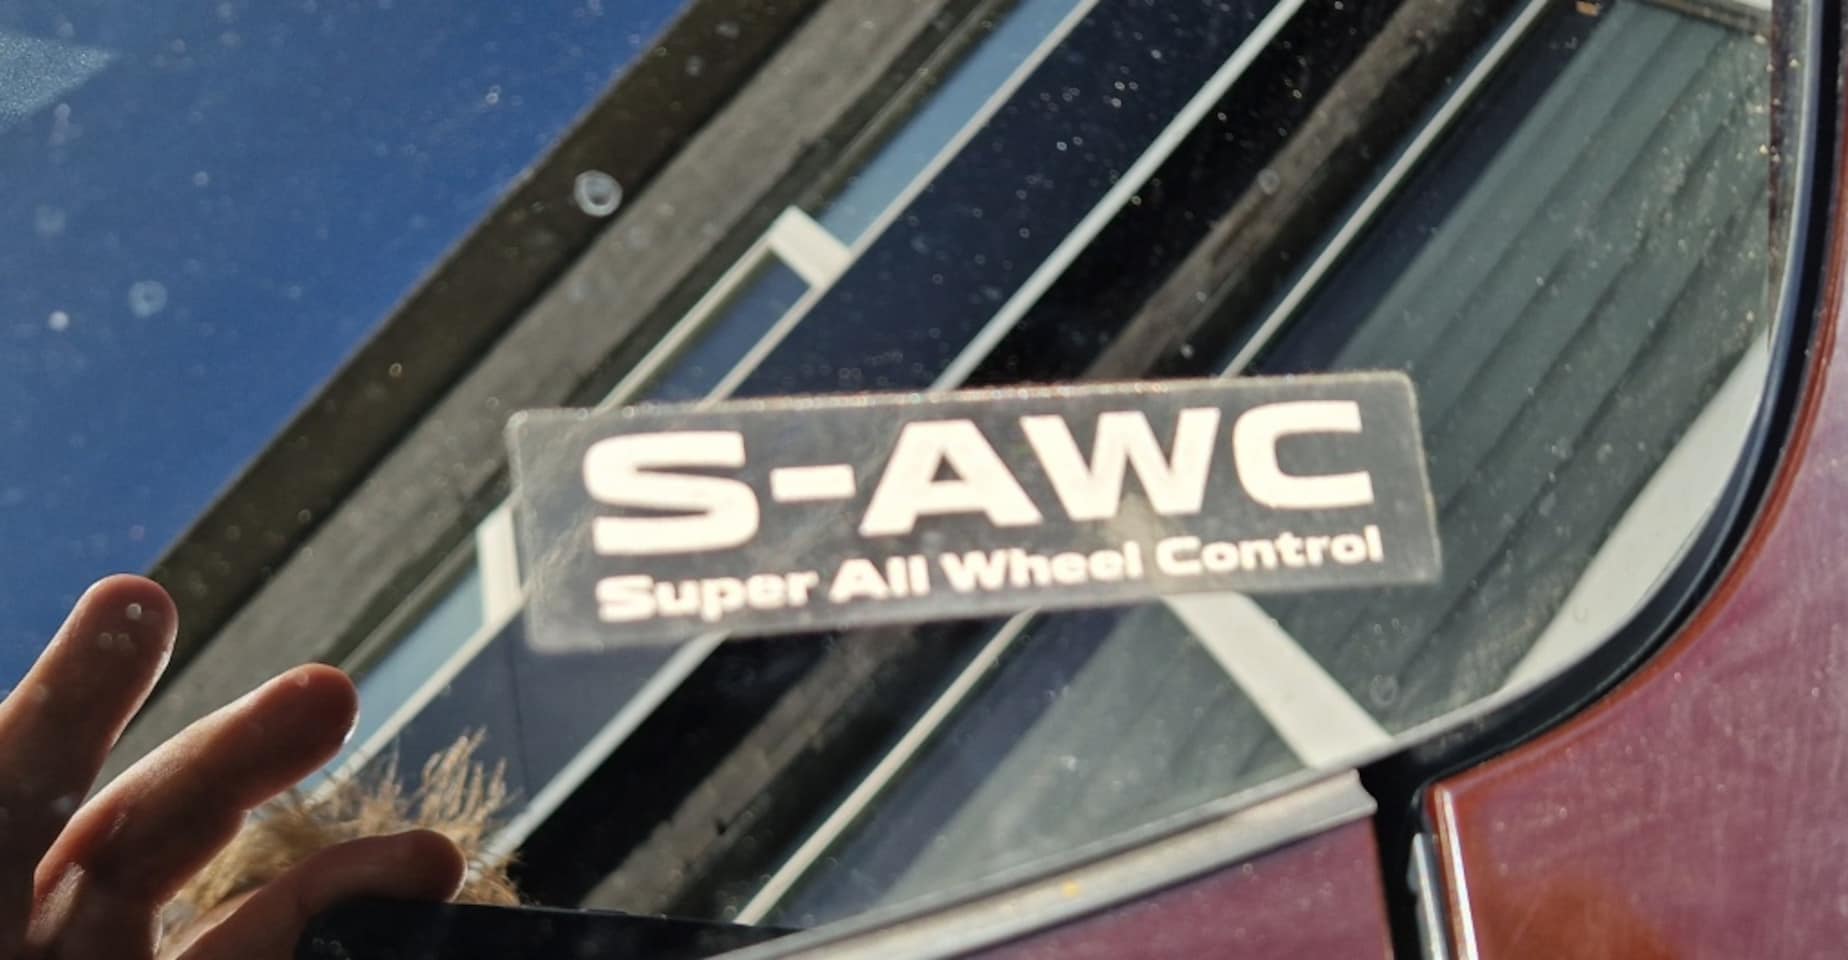 S-AWC
Super All Wheel Control